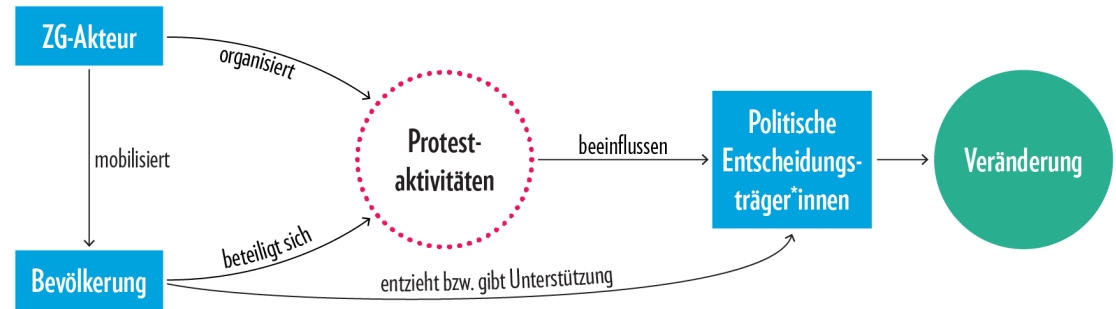 ZG-Akteur
organisiert
mobilisiert
Protest-
aktivitäten
beeinflussen
Politische
Entscheidungs-
träger*innen
Veränderung
beteiligt sich
Bevölkerung
entzieht bzw. gibt Unterstützung